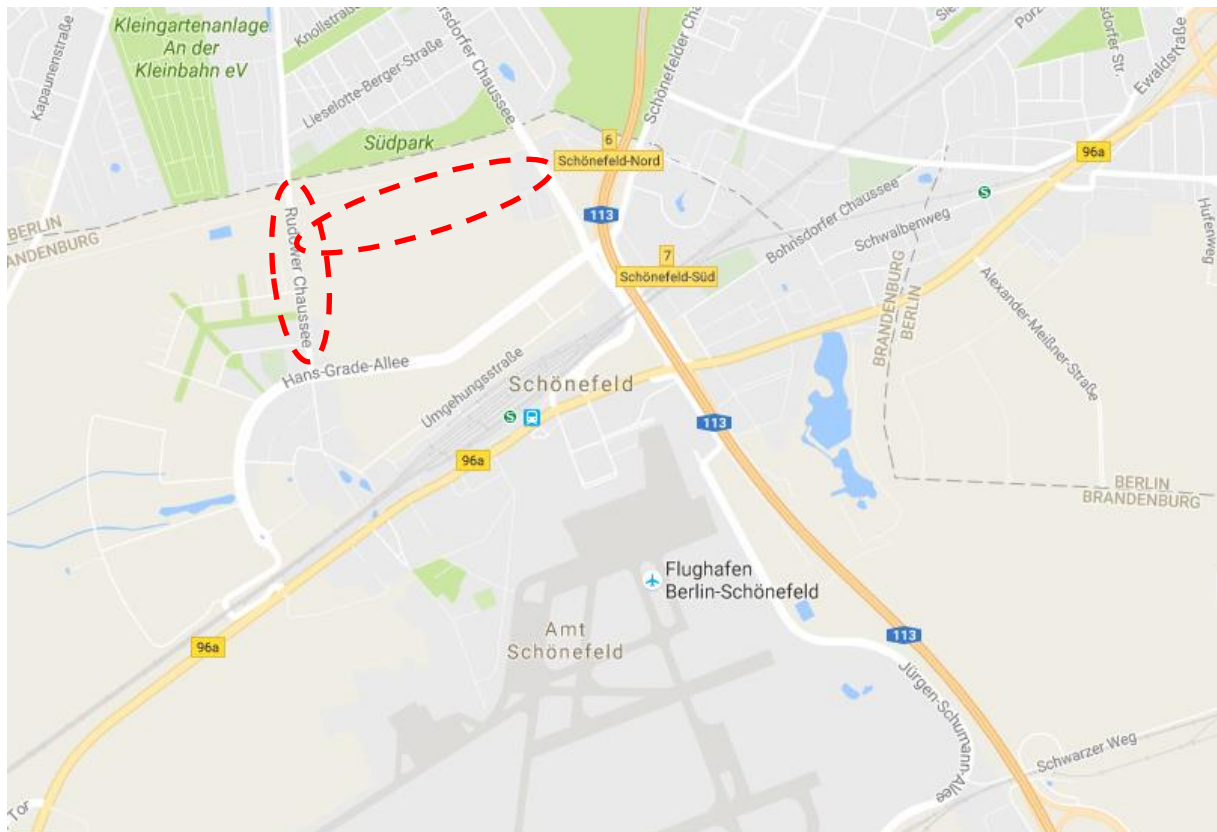 Kleingartenanlage
An der
Kleinbahn eV
Knollstraße
ersdorfer Chaussee
Kapaunenstraße
Lieselotte-Berger-Straße
Schönefelder Chaussee
sdorfer Str.
Ewaldstraße
Südpark
6
Schönefeld-Nord
96a
S
BERLIN
BRANDENBURG
Rudower Chaussee
113
Bohnsdorfer Chaussee
Schwalbenweg
Hufenweg
7
Schönefeld-Süd
Alexander-Meißner-Straße
BRANDENBURG
BERLIN
Hans-Grade-Allee
Umgehungsstraße
Schönefeld
S
113
96a
BERLIN
BRANDENBURG
Flughafen
Berlin-Schönefeld
Amt
Schönefeld
96a
113
Jürgen-Schumann-Allee
Schwarzer Weg
Tor